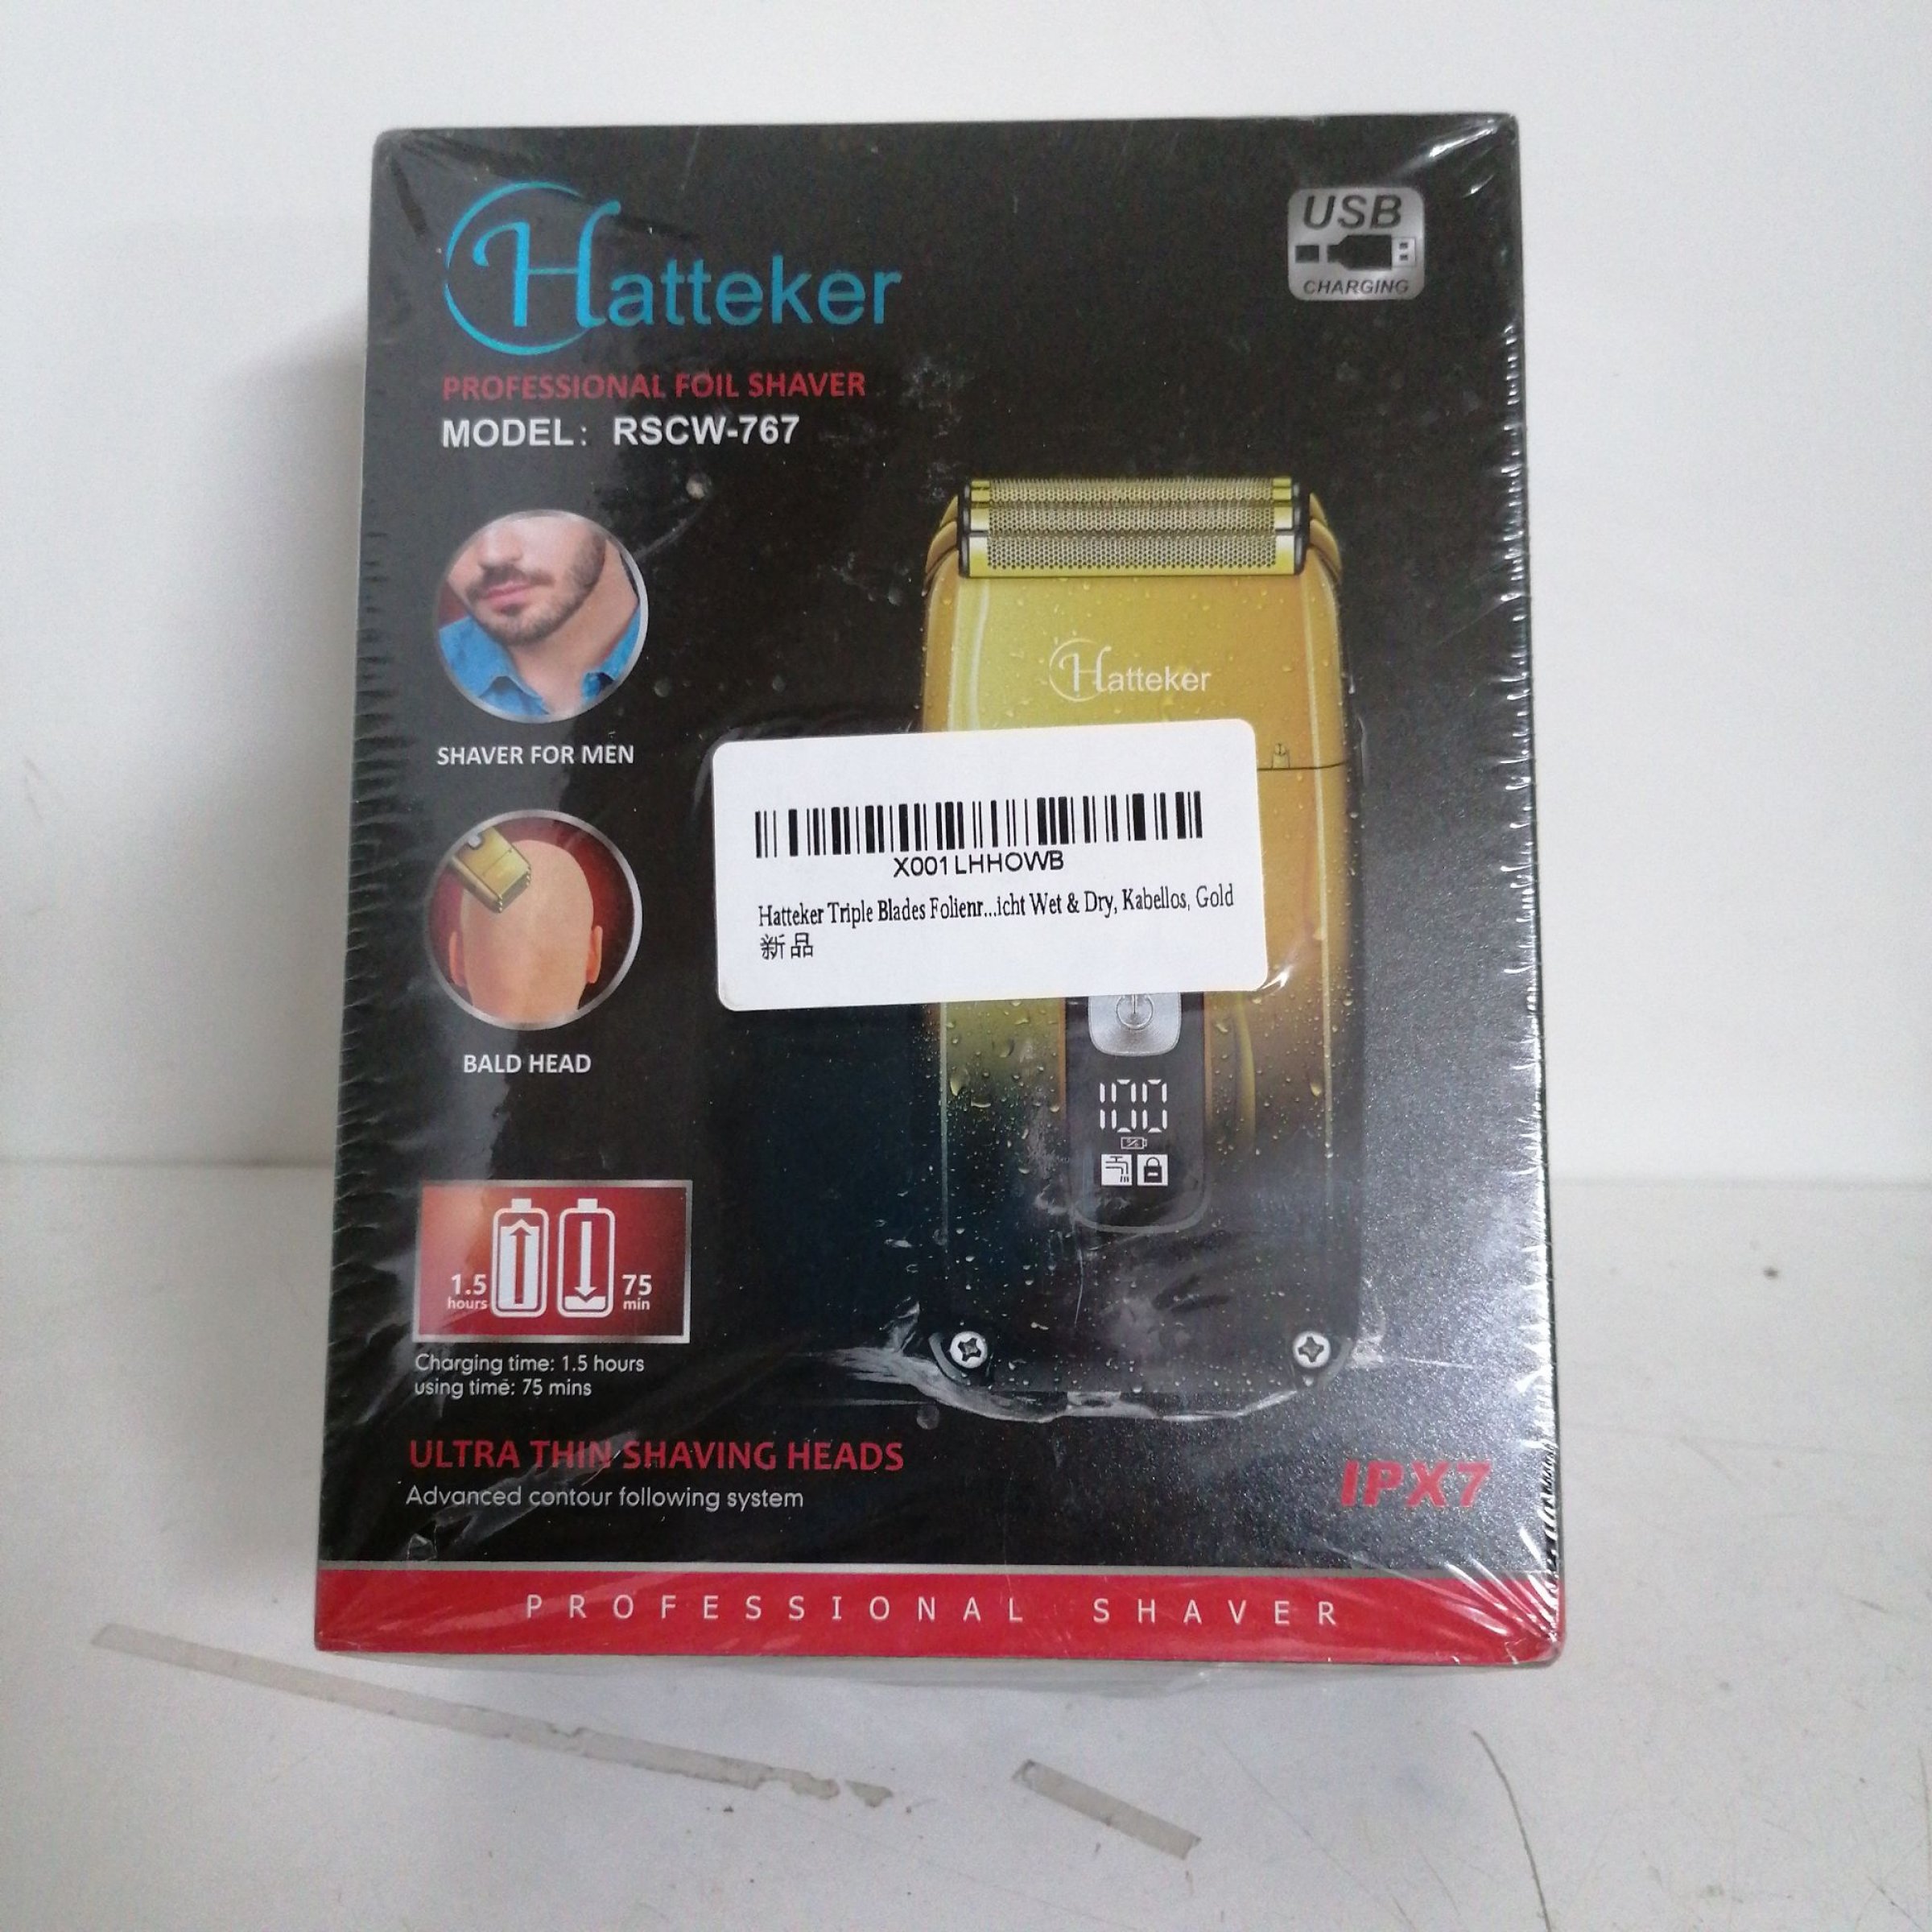 Hatteker
USB
CHARGING
PROFESSIONAL FOIL SHAVER
MODEL: RSCW-767
Hatteker
SHAVER FOR MEN
X001LHHOWB
Hatteker Triple Blades Folienr...icht Wet & Dry, Kabellos, Gold
新品
BALD HEAD
100
1.5
hours
75
min
Charging time: 1.5 hours
using time: 75 mins
ULTRA THIN SHAVING HEADS
Advanced contour following system
IPX7
PROFESSIONAL SHAVER